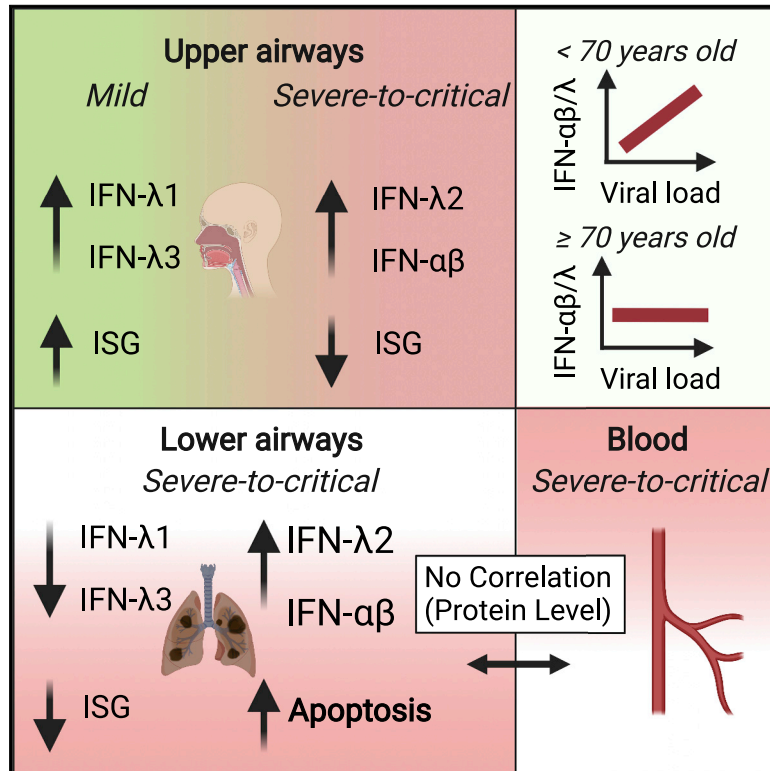 Upper airways
Mild
Severe-to-critical
IFN-λ1
IFN-λ3
ISG
IFN-λ2
IFN-αβ
ISG
< 70 years old
IFN-αβ/λ
Viral load
≥ 70 years old
IFN-αβ/λ
Viral load
Lower airways
Severe-to-critical
IFN-λ1
IFN-λ3
ISG
IFN-λ2
IFN-αβ
Apoptosis
No Correlation
(Protein Level)
Blood
Severe-to-critical